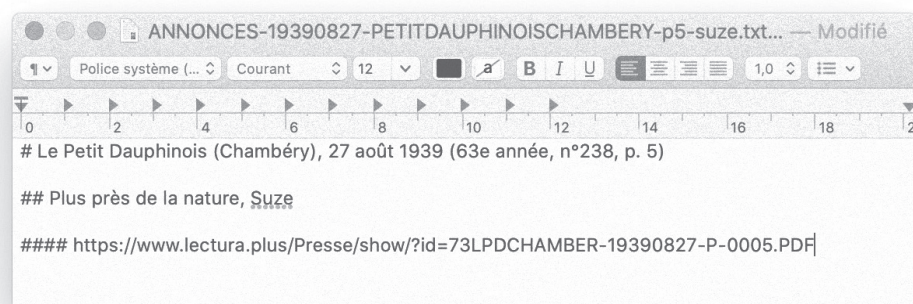 ANNONCES-19390827-PETITDAUPHINOISCHAMBERY-p5-suze.txt... — Modifié
¶ Police système (... Courant 12 a B I U 1,0
0 2 4 6 8 10 12 14 16 18 2
# Le Petit Dauphinois (Chambéry), 27 août 1939 (63e année, n°238, p. 5)
## Plus près de la nature, Suze
#### https://www.lectura.plus/Presse/show/?id=73LPDCHAMBER-19390827-P-0005.PDF